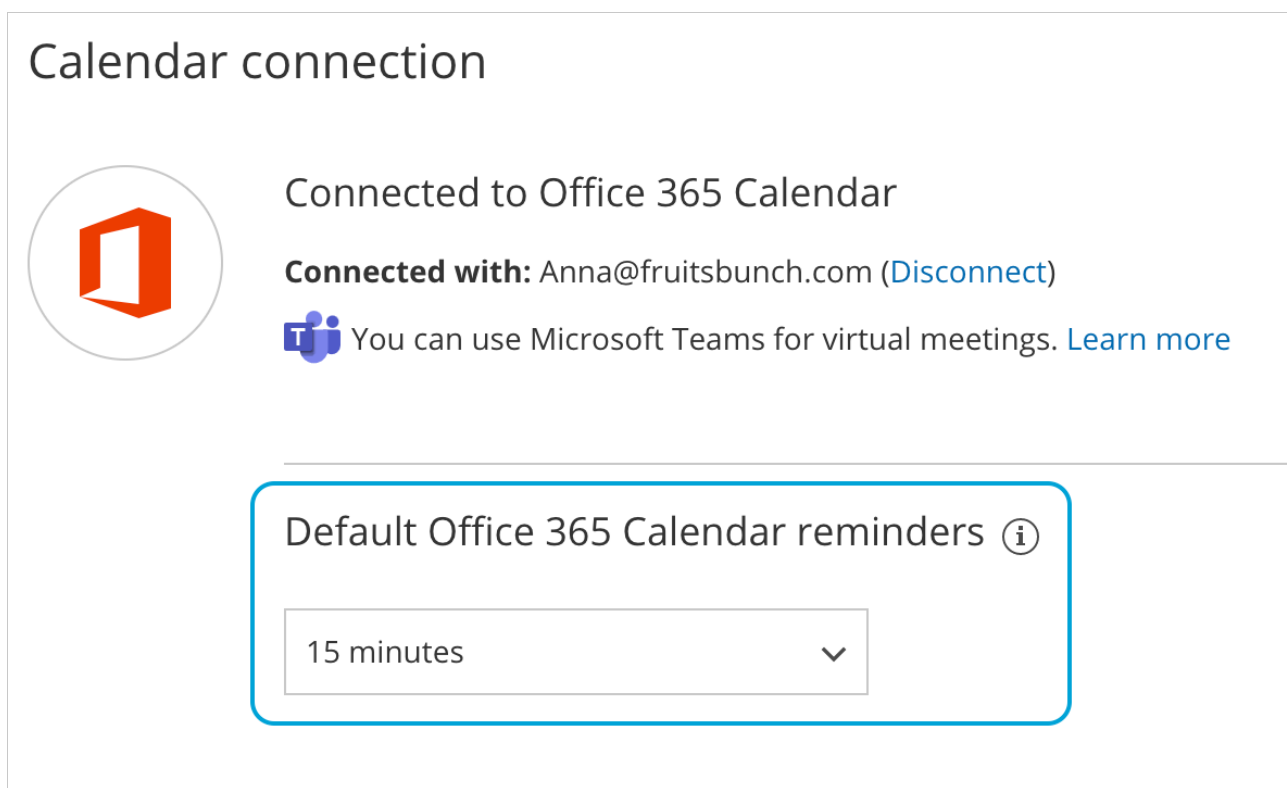 Calendar connection
Connected to Office 365 Calendar
Connected with: Anna@fruitsbunch.com (Disconnect)
T You can use Microsoft Teams for virtual meetings. Learn more
Default Office 365 Calendar reminders i
15 minutes